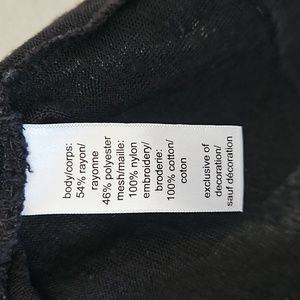 body/corps:
54% rayon/
rayonne
46% polyester
mesh/maille:
100% nylon
embroidery/
broderie:
100% cotton/
coton
exclusive of
decoration/
sauf décoration